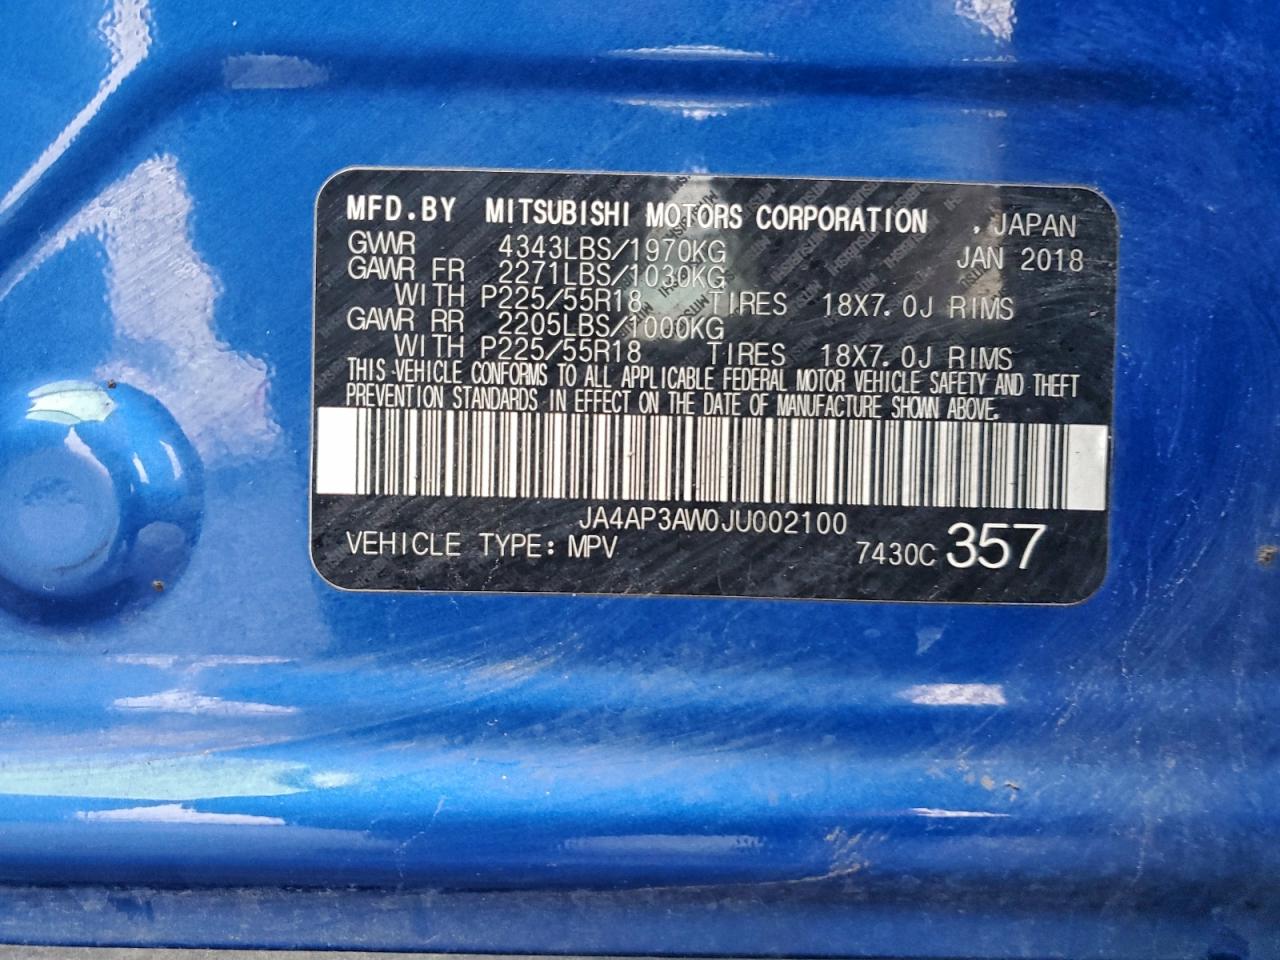 MFD.BY MITSUBISHI MOTORS CORPORATION , JAPAN
GWWR 4343LBS/1970KG JAN 2018
GAWR FR 2271LBS/1030KG
WITH P225/55R18 TIRES 18X7.0J RIMS
GAWR RR 2205LBS/1000KG
WITH P225/55R18 TIRES 18X7.0J RIMS
THIS VEHICLE CONFORMS TO ALL APPLICABLE FEDERAL MOTOR VEHICLE SAFETY AND THEFT
PREVENTION STANDARDS IN EFFECT ON THE DATE OF MANUFACTURE SHOWN ABOVE.
JA4AP3AW0JU002100
VEHICLE TYPE: MPV 7430C 357